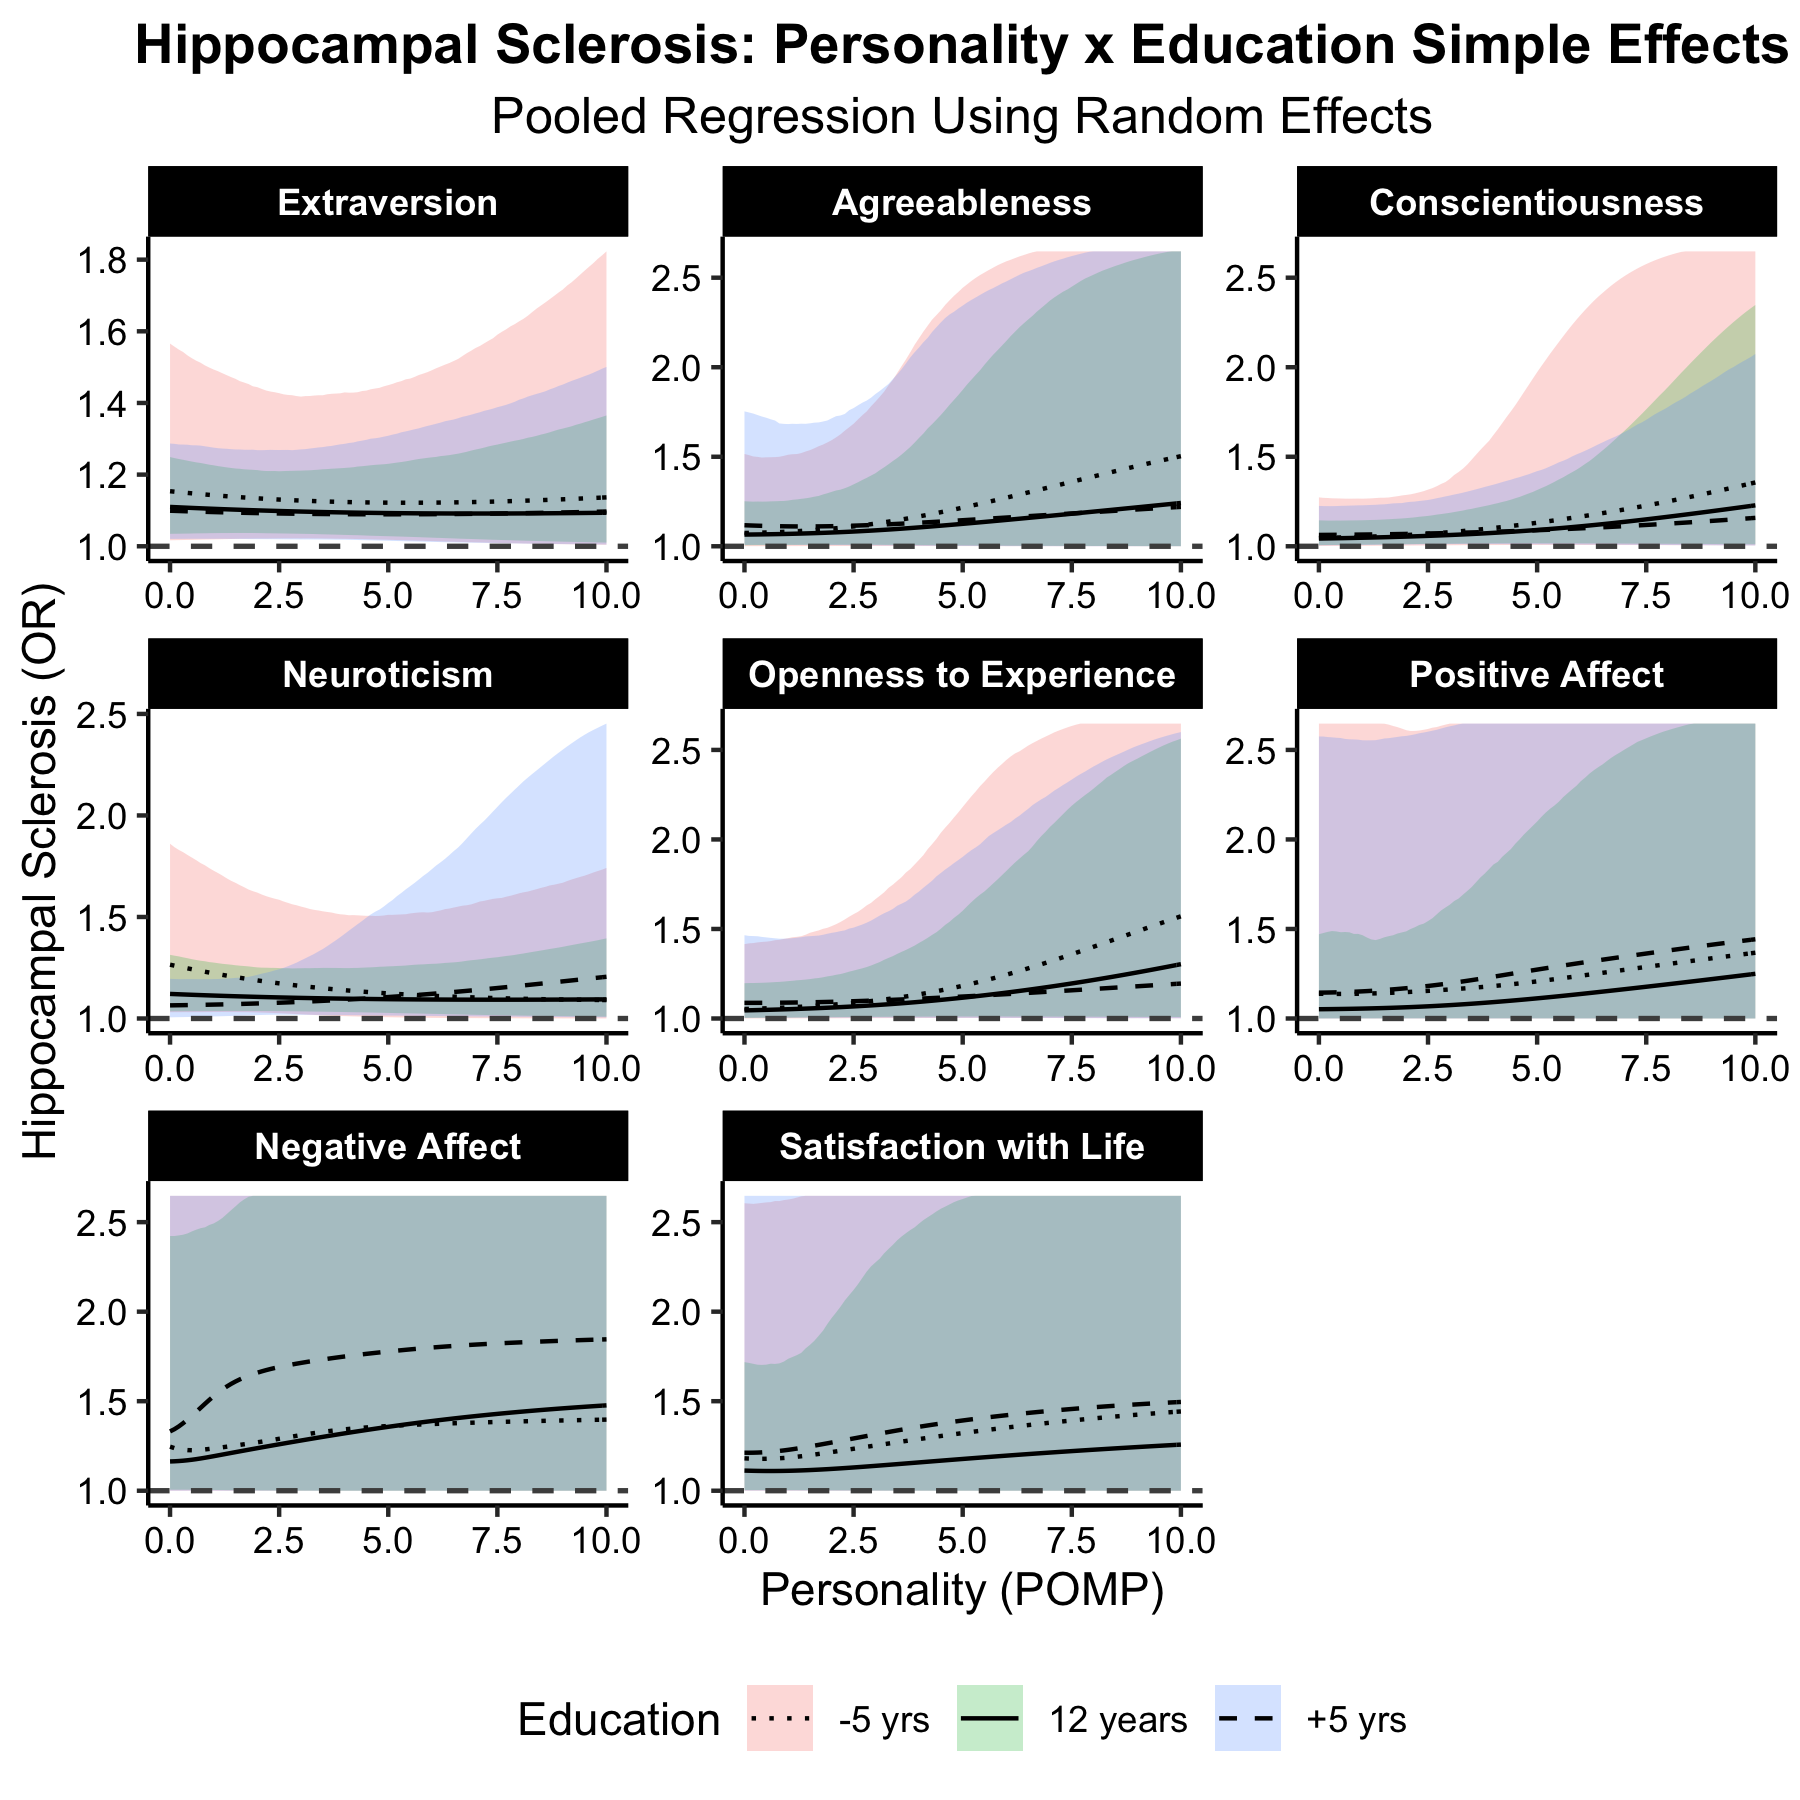 Hippocampal Sclerosis: Personality x Education Simple Effects
Pooled Regression Using Random Effects
Hippocampal Sclerosis (OR)
Extraversion
1.8
1.6
1.4
1.2
1.0
0.0 2.5 5.0 7.5 10.0
Agreeableness
2.5
2.0
1.5
1.0
0.0 2.5 5.0 7.5 10.0
Conscientiousness
2.5
2.0
1.5
1.0
0.0 2.5 5.0 7.5 10.0
Neuroticism
2.5
2.0
1.5
1.0
0.0 2.5 5.0 7.5 10.0
Openness to Experience
2.5
2.0
1.5
1.0
0.0 2.5 5.0 7.5 10.0
Positive Affect
2.5
2.0
1.5
1.0
0.0 2.5 5.0 7.5 10.0
Negative Affect
2.5
2.0
1.5
1.0
0.0 2.5 5.0 7.5 10.0
Satisfaction with Life
2.5
2.0
1.5
1.0
0.0 2.5 5.0 7.5 10.0
Personality (POMP)
Education -5 yrs 12 years +5 yrs